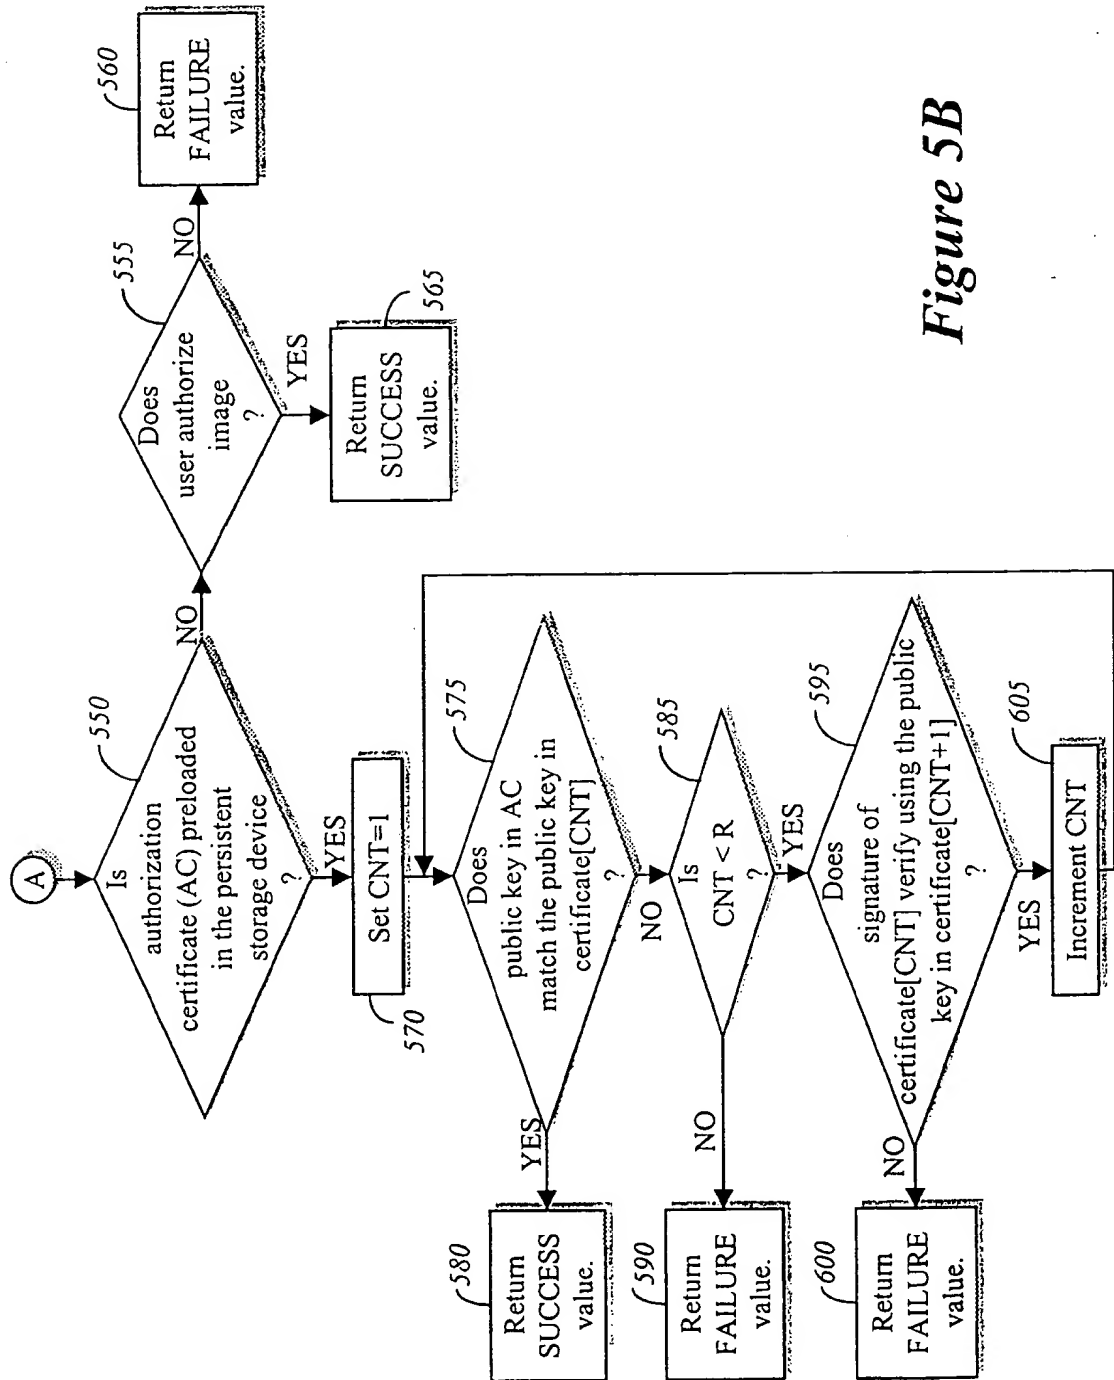 A
550
Is
authorization
certificate (AC) preloaded
in the persistent
storage device
?
NO
YES
555
Does
user authorize
image
?
NO
YES
560
Return
FAILURE
value.
565
Return
SUCCESS
value.
570
Set CNT=1
575
Does
public key in AC
match the public key in
certificate[CNT]
?
YES
NO
580
Return
SUCCESS
value.
585
Is
CNT < R
?
NO
YES
590
Return
FAILURE
value.
595
Does
signature of
certificate[CNT] verify using the public
key in certificate[CNT+1]
?
NO
YES
600
Return
FAILURE
value.
605
Increment CNT
Figure 5B